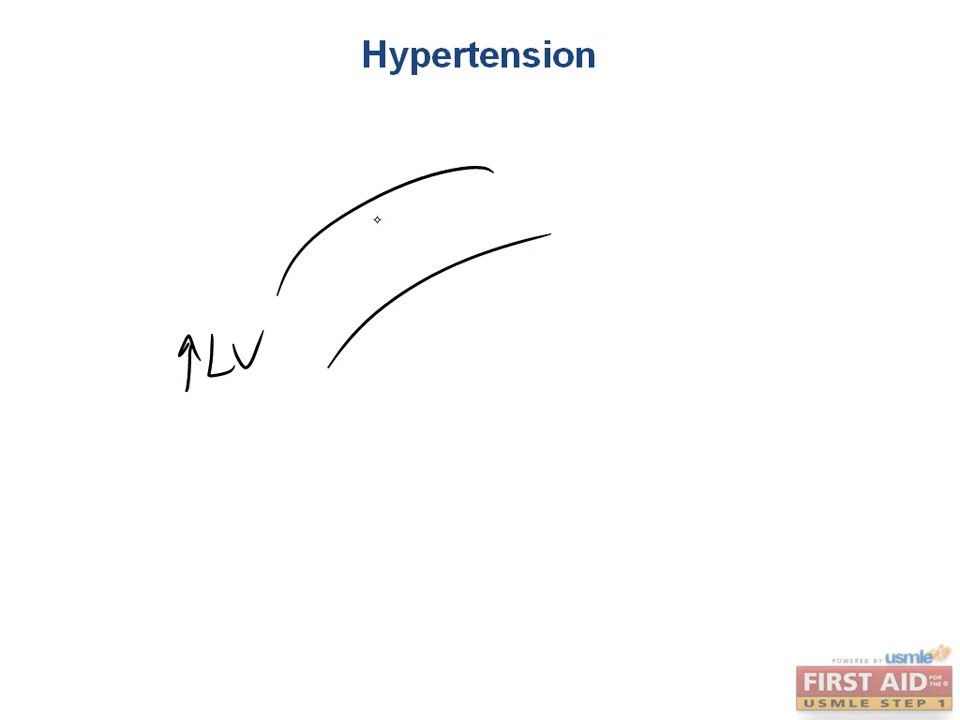 Hypertension
↑LV
POWERED BY usmle
FIRST AID FOR THE®
USMLE STEP 1